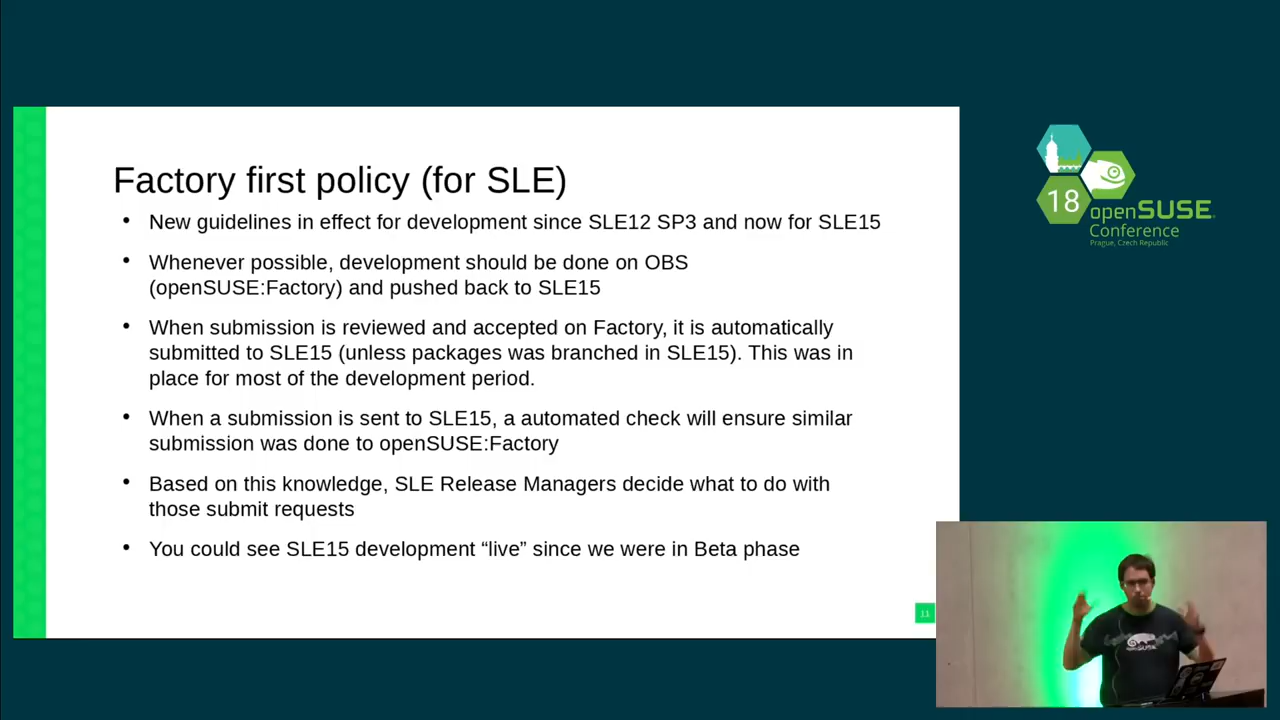 Factory first policy (for SLE)
• New guidelines in effect for development since SLE12 SP3 and now for SLE15
• Whenever possible, development should be done on OBS
(openSUSE:Factory) and pushed back to SLE15
• When submission is reviewed and accepted on Factory, it is automatically
submitted to SLE15 (unless packages was branched in SLE15). This was in
place for most of the development period.
• When a submission is sent to SLE15, a automated check will ensure similar
submission was done to openSUSE:Factory
• Based on this knowledge, SLE Release Managers decide what to do with
those submit requests
• You could see SLE15 development “live” since we were in Beta phase
11
18
openSUSE
Conference
Prague, Czech Republic
openSUSE